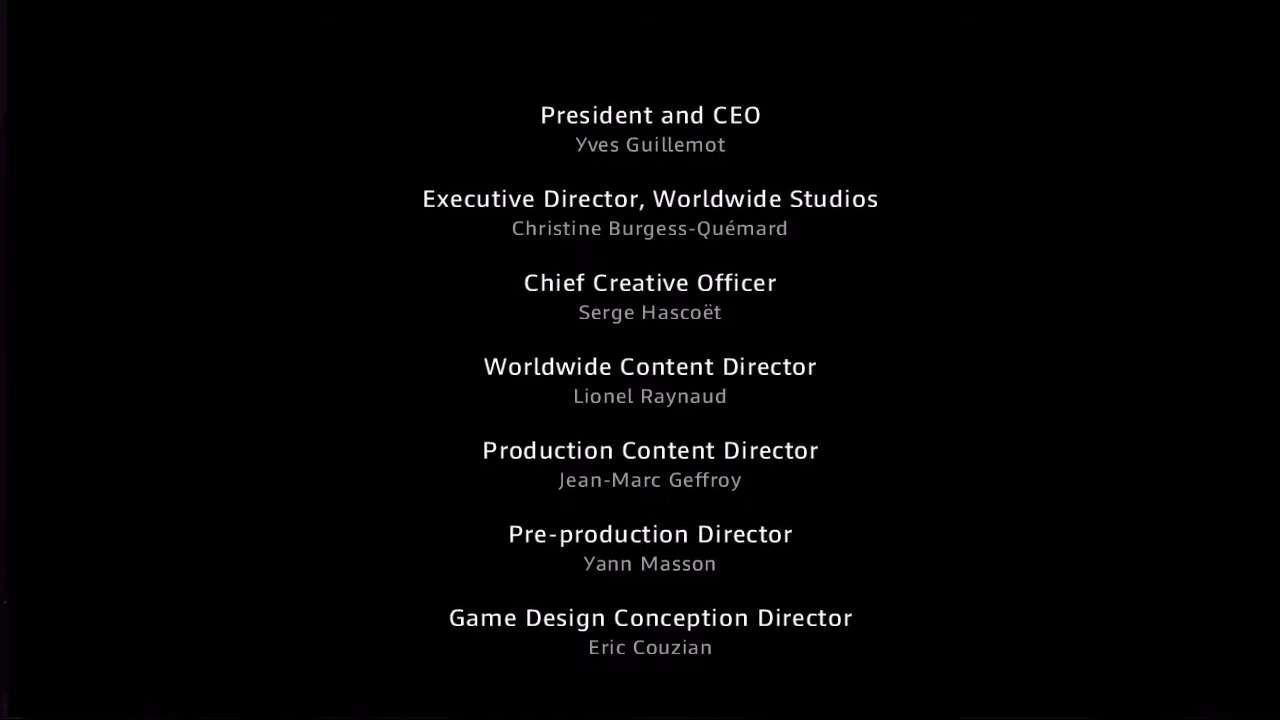 President and CEO
Yves Guillemot
Executive Director, Worldwide Studios
Christine Burgess-Quémard
Chief Creative Officer
Serge Hascoët
Worldwide Content Director
Lionel Raynaud
Production Content Director
Jean-Marc Geffroy
Pre-production Director
Yann Masson
Game Design Conception Director
Eric Couzian